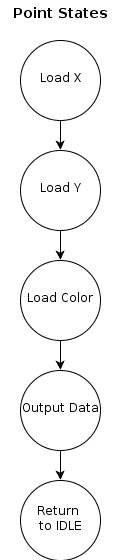 Point States
Load X
Load Y
Load Color
Output Data
Return
to IDLE